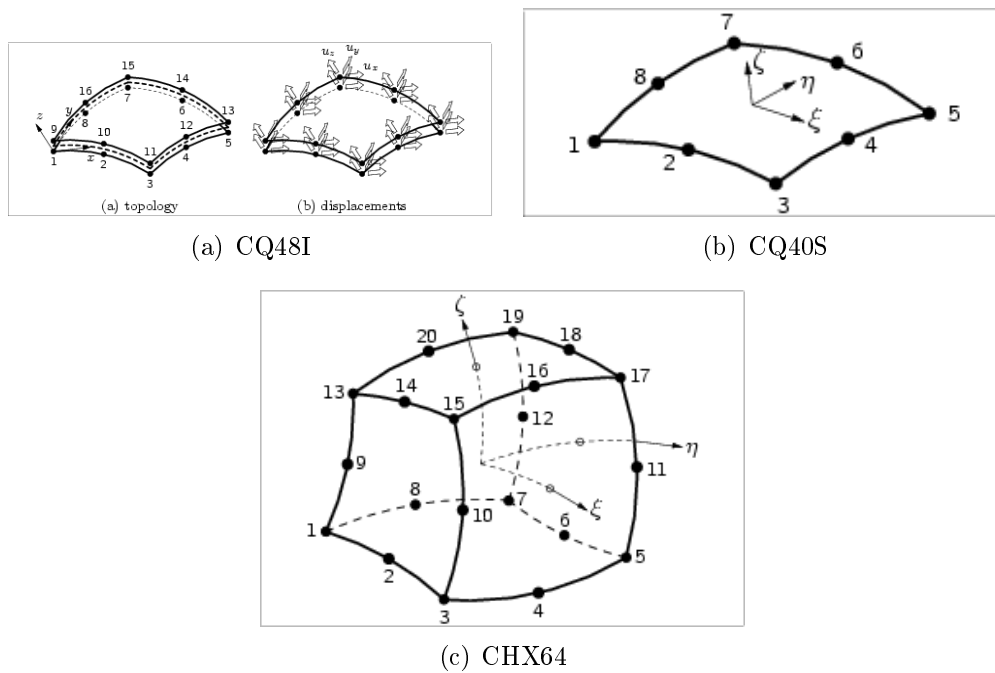 15
16
14
7
z
y
6
13
9
8
10
12
11
5
1
x
2
4
3
(a) topology
u_z
u_y
u_x
(b) displacements
(a) CQ48I
7
6
ζ
η
8
ξ
5
1
2
4
3
(b) CQ40S
ζ
19
20
18
16
17
13
14
15
12
η
9
11
8
7
10
ξ
1
6
5
2
3
4
(c) CHX64